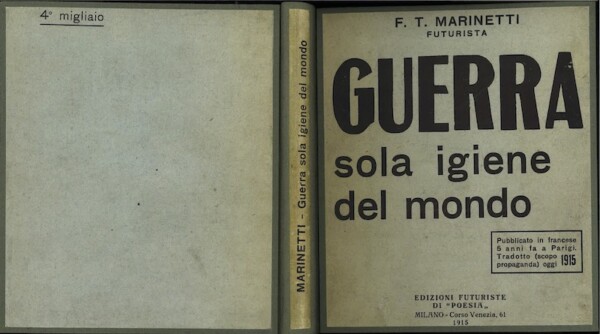 4° migliaio
MARINETTI - Guerra sola igiene del mondo
F. T. MARINETTI
FUTURISTA
GUERRA
sola igiene
del mondo
Pubblicato in francese
5 anni fa a Parigi.
Tradotto (scopo
propaganda) oggi 1915
EDIZIONI FUTURISTE
DI "POESIA„
MILANO - Corso Venezia, 61
1915